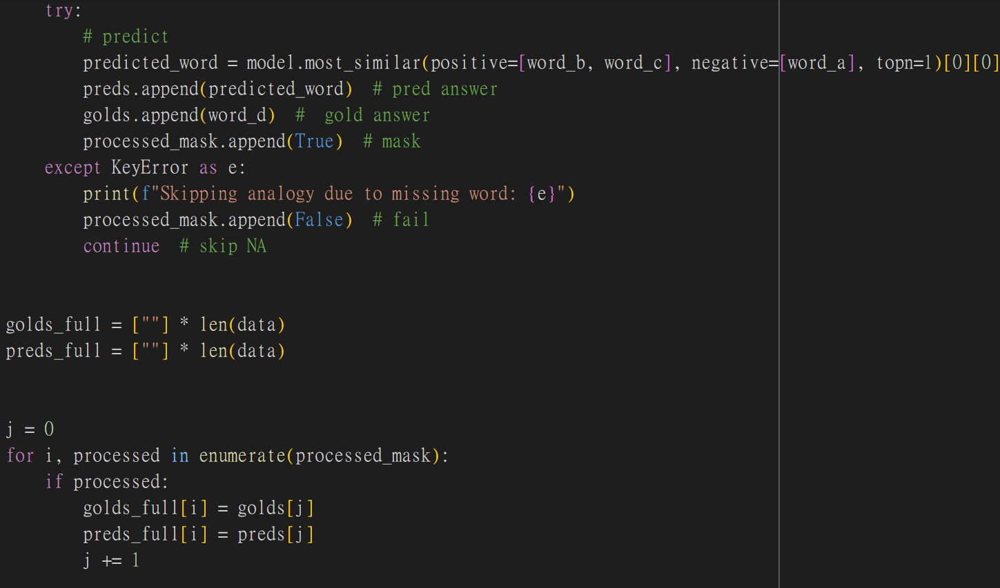 try:
# predict
predicted_word = model.most_similar(positive=[word_b, word_c], negative=[word_a], topn=1)[0][0]
preds.append(predicted_word)  # pred answer
golds.append(word_d)  #  gold answer
processed_mask.append(True)  # mask
except KeyError as e:
print(f"Skipping analogy due to missing word: {e}")
processed_mask.append(False)  # fail
continue  # skip NA
golds_full = [""] * len(data)
preds_full = [""] * len(data)
j = 0
for i, processed in enumerate(processed_mask):
if processed:
golds_full[i] = golds[j]
preds_full[i] = preds[j]
j += 1